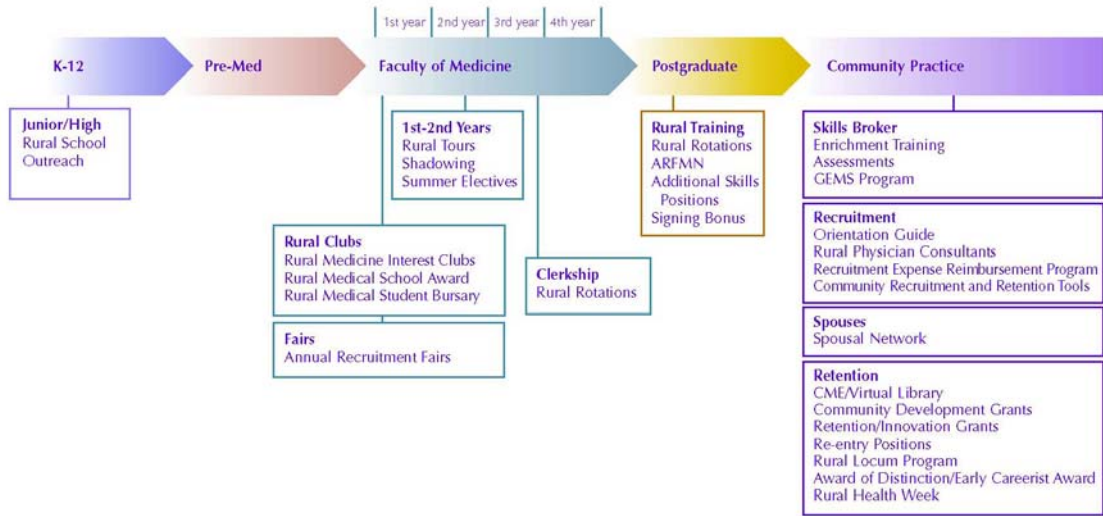 1st year
2nd year
3rd year
4th year
K-12
Pre-Med
Faculty of Medicine
Postgraduate
Community Practice
Junior/High
Rural School
Outreach
1st-2nd Years
Rural Tours
Shadowing
Summer Electives
Rural Clubs
Rural Medicine Interest Clubs
Rural Medical School Award
Rural Medical Student Bursary
Fairs
Annual Recruitment Fairs
Clerkship
Rural Rotations
Rural Training
Rural Rotations
ARFMN
Additional Skills
Positions
Signing Bonus
Skills Broker
Enrichment Training
Assessments
GEMS Program
Recruitment
Orientation Guide
Rural Physician Consultants
Recruitment Expense Reimbursement Program
Community Recruitment and Retention Tools
Spouses
Spousal Network
Retention
CME/Virtual Library
Community Development Grants
Retention/Innovation Grants
Re-entry Positions
Rural Locum Program
Award of Distinction/Early Careerist Award
Rural Health Week